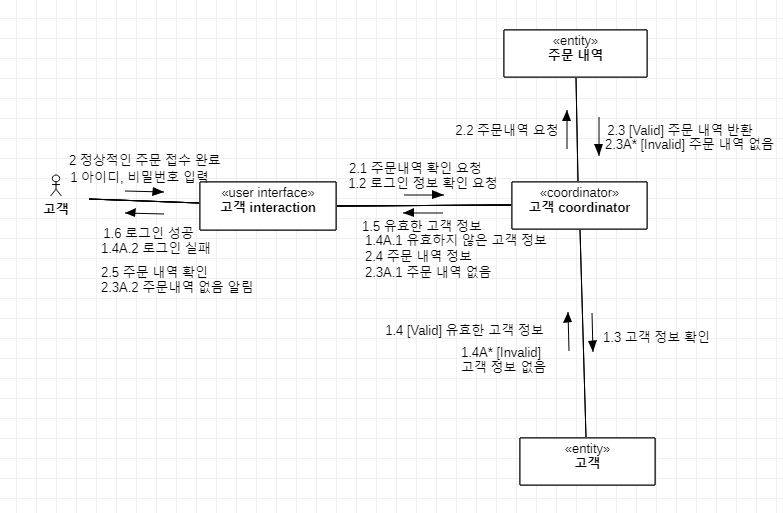 «entity»
주문 내역
2.2 주문내역 요청
2.3 [Valid] 주문 내역 반환
2.3A* [Invalid] 주문 내역 없음
2 정상적인 주문 접수 완료
1 아이디, 비밀번호 입력
고객
«user interface»
고객 interaction
2.1 주문내역 확인 요청
1.2 로그인 정보 확인 요청
«coordinator»
고객 coordinator
1.6 로그인 성공
1.4A.2 로그인 실패
2.5 주문 내역 확인
2.3A.2 주문내역 없음 알림
1.5 유효한 고객 정보
1.4A.1 유효하지 않은 고객 정보
2.4 주문 내역 정보
2.3A.1 주문 내역 없음
1.4 [Valid] 유효한 고객 정보
1.4A* [Invalid]
고객 정보 없음
1.3 고객 정보 확인
«entity»
고객